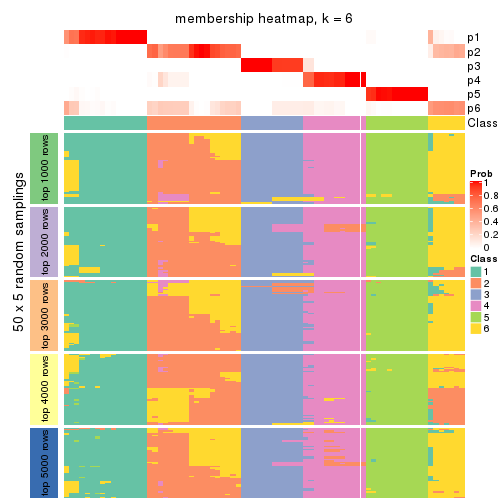 membership heatmap, k = 6
p1
p2
p3
p4
p5
p6
Class
50 x 5 random samplings
top 1000 rows
top 2000 rows
top 3000 rows
top 4000 rows
top 5000 rows
Prob
1
0.8
0.6
0.4
0.2
0
Class
1
2
3
4
5
6